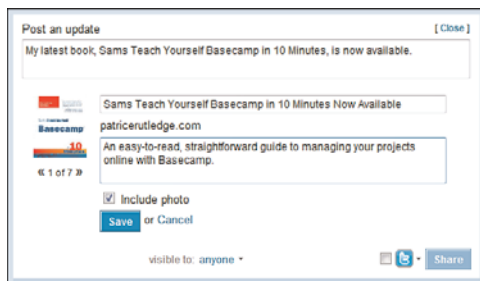 Post an update
[ Close ]
My latest book, Sams Teach Yourself Basecamp in 10 Minutes, is now available.
Sams Teach Yourself Basecamp in 10 Minutes Now Available
Basecamp
patricerutledge.com
10
An easy-to-read, straightforward guide to managing your projects
online with Basecamp.
« 1 of 7 »
Include photo
Save or Cancel
visible to: anyone
Share